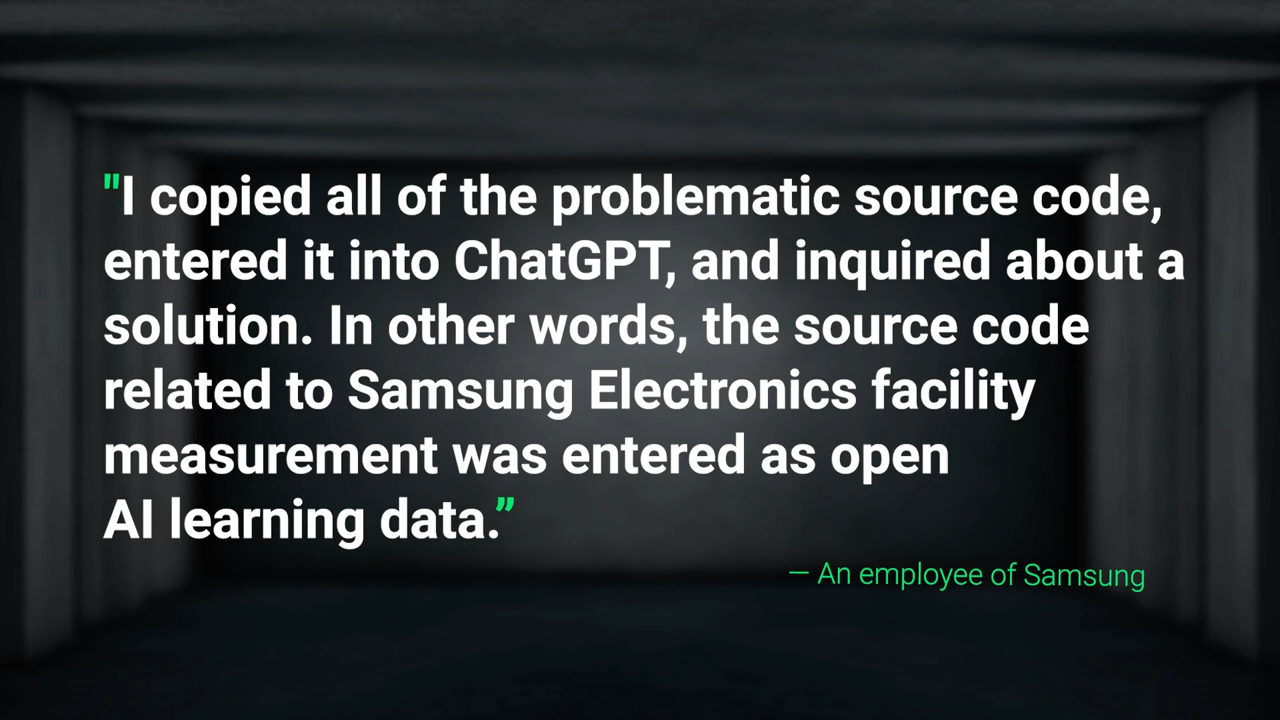 "I copied all of the problematic source code,
entered it into ChatGPT, and inquired about a
solution. In other words, the source code
related to Samsung Electronics facility
measurement was entered as open
AI learning data.”
— An employee of Samsung